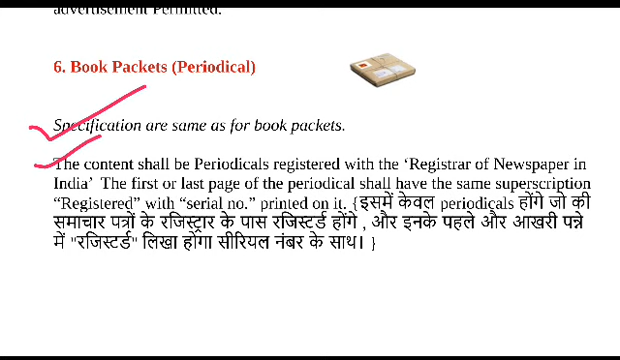 advertisement Permitted.
6. Book Packets (Periodical)
Specification are same as for book packets.
The content shall be Periodicals registered with the ‘Registrar of Newspaper in
India’ The first or last page of the periodical shall have the same superscription
“Registered” with “serial no.” printed on it. {इसमें केवल periodicals होंगे जो की
समाचार पत्रों के रजिस्ट्रार के पास रजिस्टर्ड होंगे , और इनके पहले और आखरी पन्ने
में "रजिस्टर्ड" लिखा होगा सीरियल नंबर के साथ। }